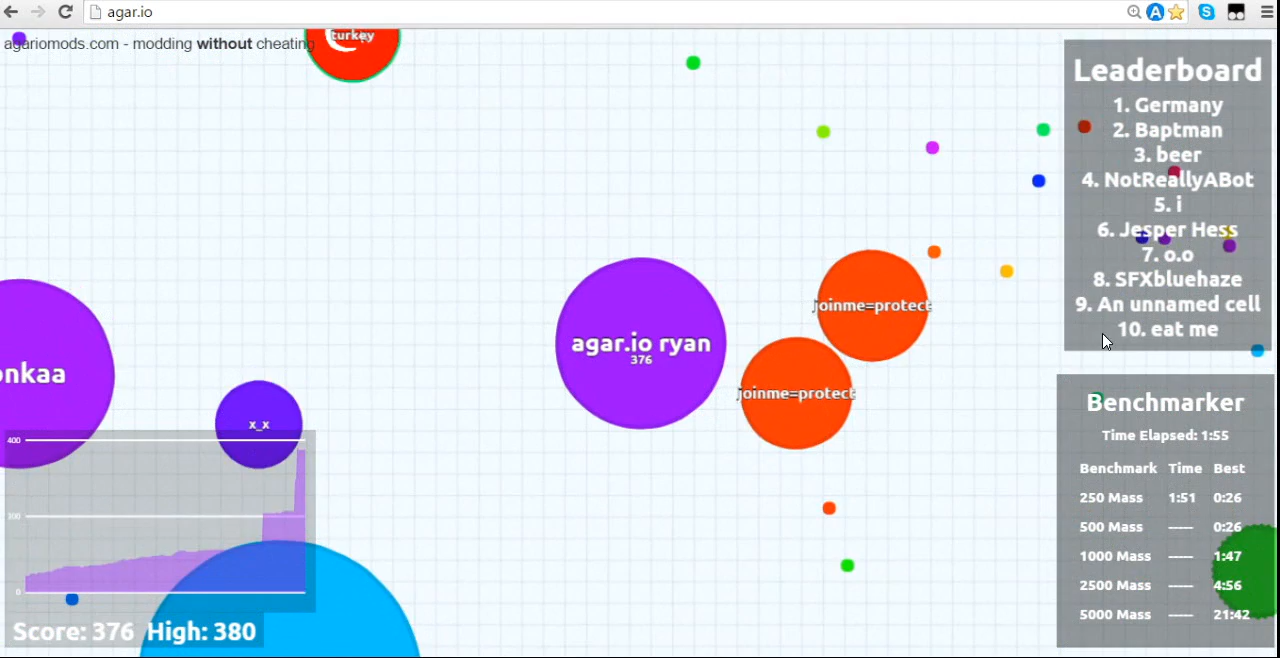 agar.io
agariomods.com - modding without cheating
turkey
Leaderboard
1. Germany
2. Baptman
3. beer
4. NotReallyABot
5. i
6. Jesper Hess
7. o.o
8. SFXbluehaze
9. An unnamed cell
10. eat me
joinme=protect
agar.io ryan
376
joinme=protect
onkaa
x_x
400
200
0
Score: 376 High: 380
Benchmarker
Time Elapsed: 1:55
Benchmark Time Best
250 Mass 1:51 0:26
500 Mass ----- 0:26
1000 Mass ----- 1:47
2500 Mass ----- 4:56
5000 Mass ----- 21:42